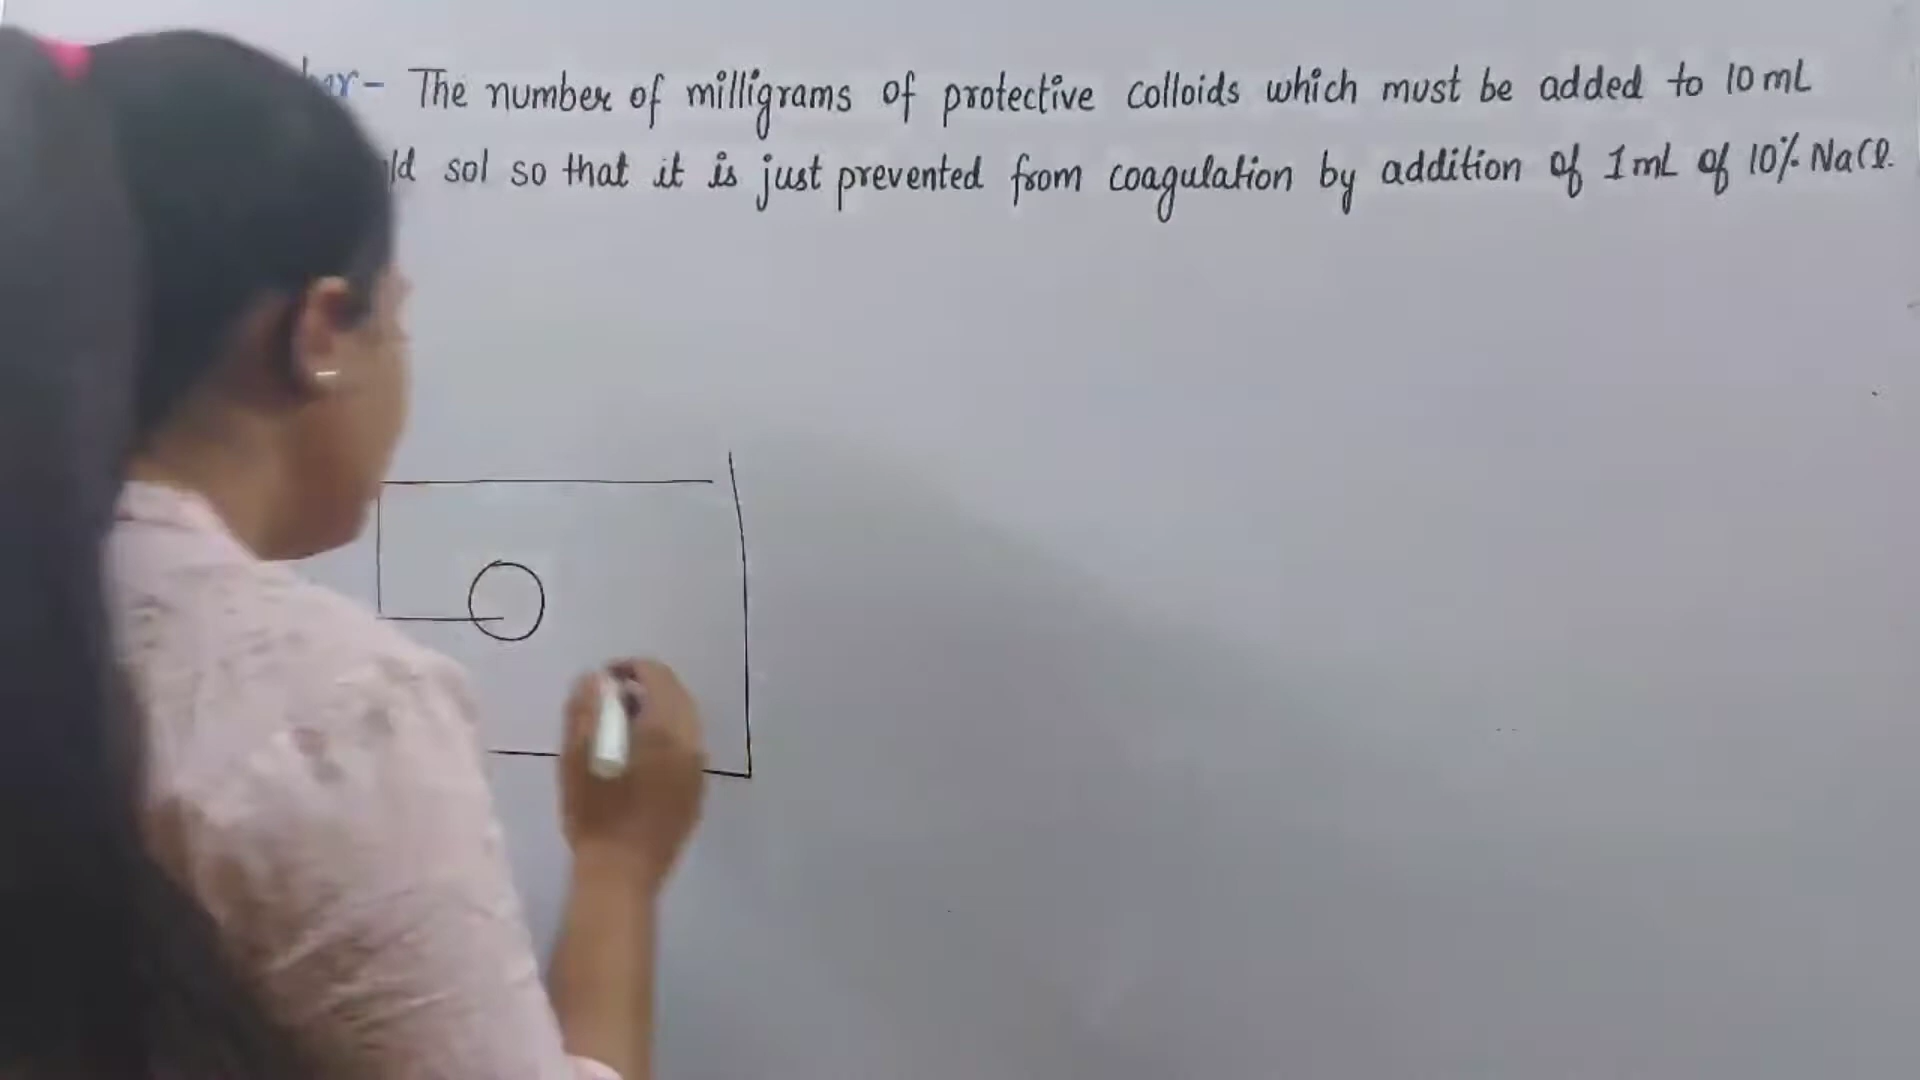 The number of milligrams of protective colloids which must be added to 10 mL
sol so that it is just prevented from coagulation by addition of 1 mL of 10% NaCl.